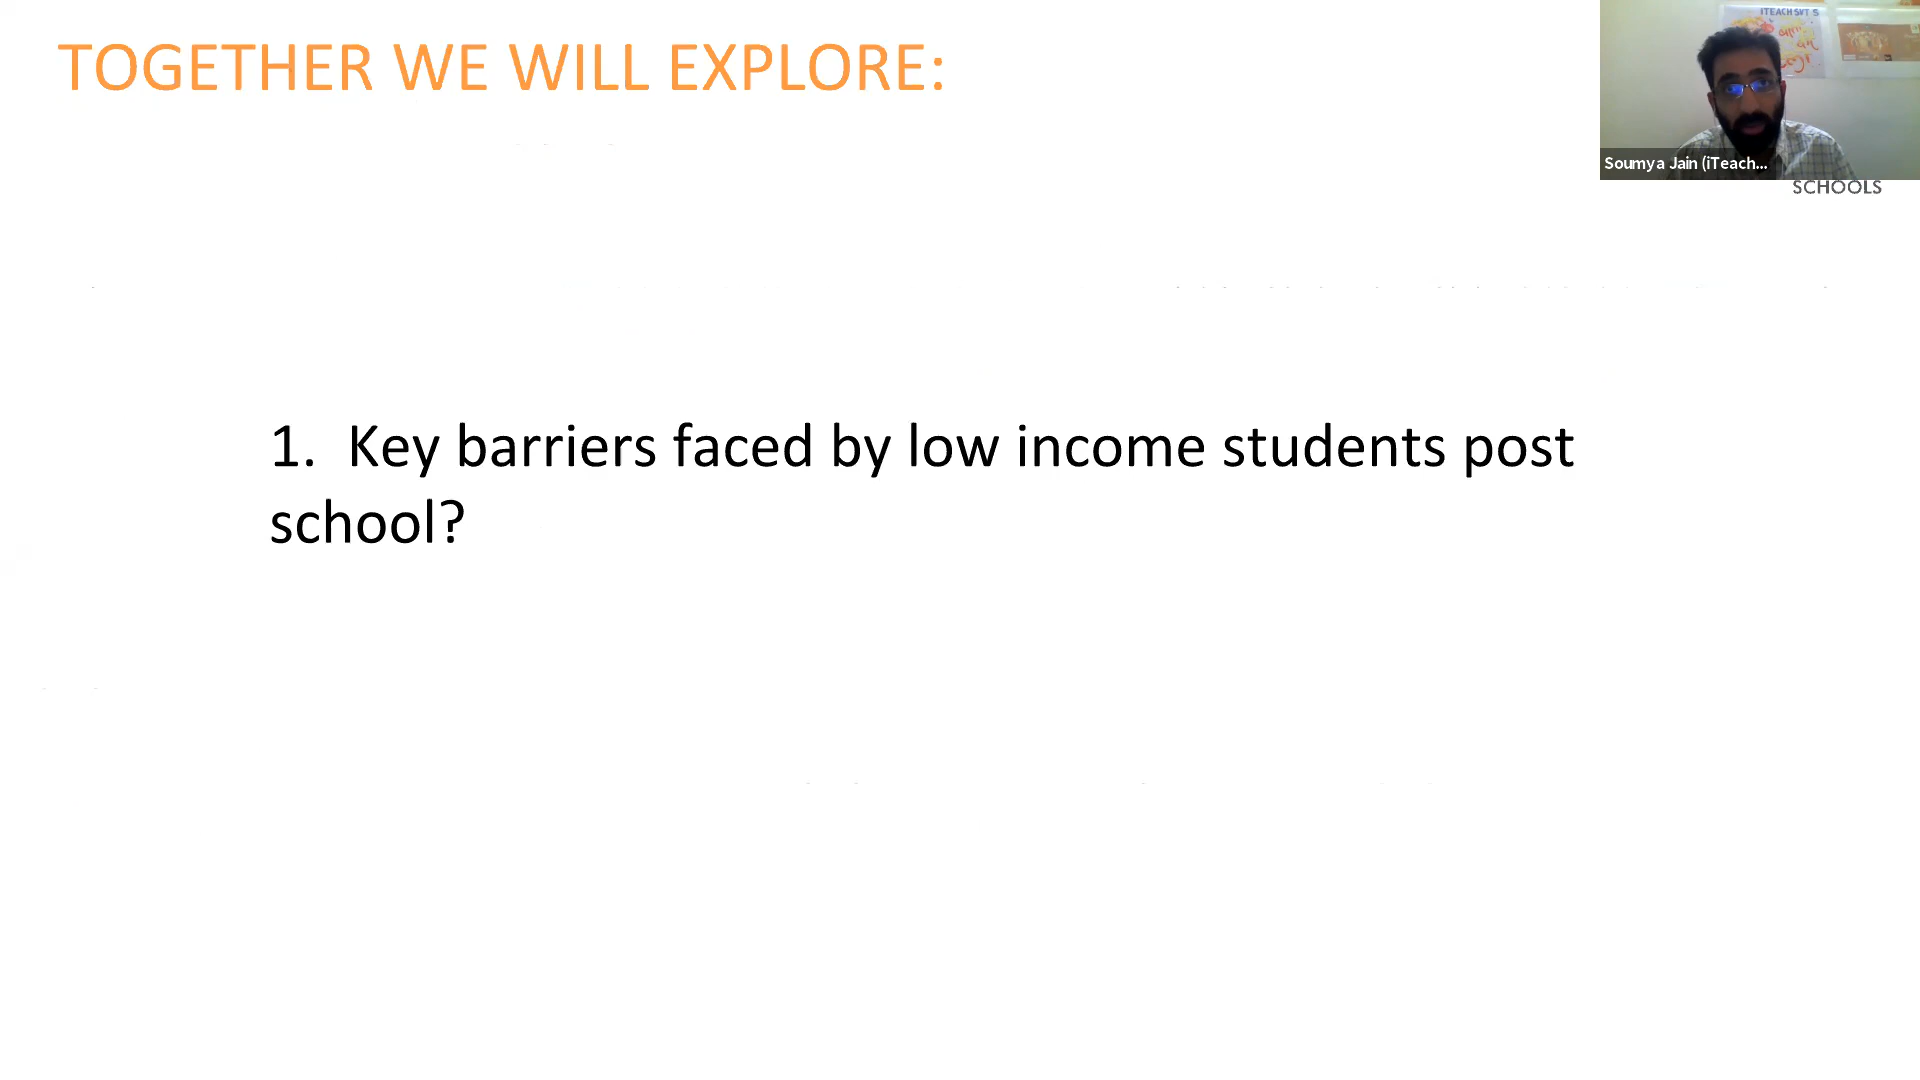 TOGETHER WE WILL EXPLORE:
Soumya Jain (iTeach...
SCHOOLS
1. Key barriers faced by low income students post
school?